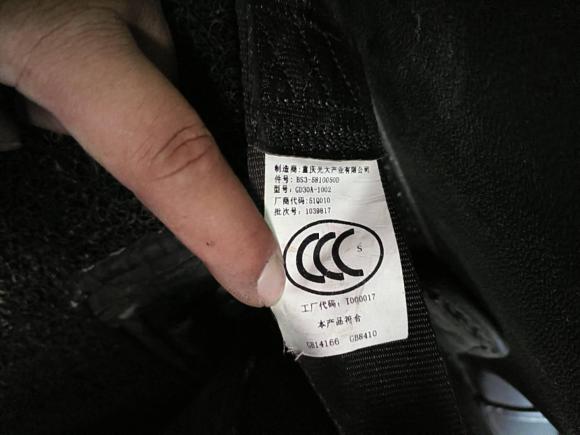 制造商:重庆光大产业有限公司
件号: BS3-5810050D
型号: GD30A-1002
厂商代码:51Q010
批次号: 1039817
CCC S
工厂代码: I000017
本产品符合
GB14166 GB8410